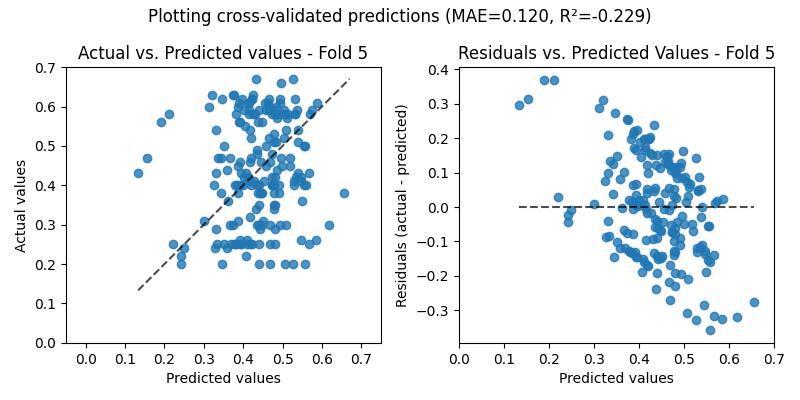 Plotting cross-validated predictions (MAE=0.120, R²=-0.229)
Actual vs. Predicted values - Fold 5
Actual values
0.7
0.6
0.5
0.4
0.3
0.2
0.1
0.0
0.0 0.1 0.2 0.3 0.4 0.5 0.6 0.7
Predicted values
Residuals vs. Predicted Values - Fold 5
Residuals (actual - predicted)
0.4
0.3
0.2
0.1
0.0
−0.1
−0.2
−0.3
0.0 0.1 0.2 0.3 0.4 0.5 0.6 0.7
Predicted values